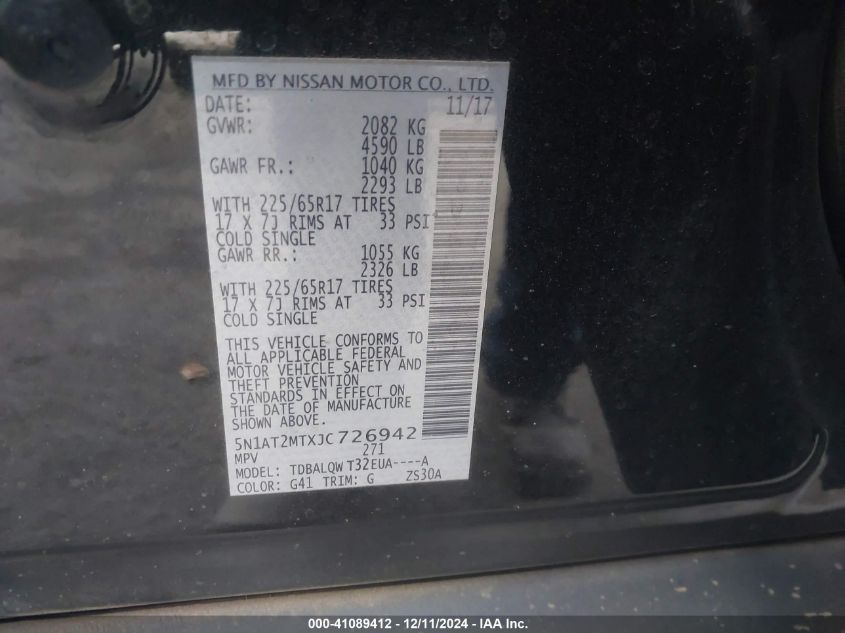 MFD BY NISSAN MOTOR CO., LTD.
DATE: 11/17
GVWR: 2082 KG
4590 LB
GAWR FR.: 1040 KG
2293 LB
WITH 225/65R17 TIRES
17 X 7J RIMS AT 33 PSI
COLD SINGLE
GAWR RR.: 1055 KG
2326 LB
WITH 225/65R17 TIRES
17 X 7J RIMS AT 33 PSI
COLD SINGLE
THIS VEHICLE CONFORMS TO
ALL APPLICABLE FEDERAL
MOTOR VEHICLE SAFETY AND
THEFT PREVENTION
STANDARDS IN EFFECT ON
THE DATE OF MANUFACTURE
SHOWN ABOVE.
5N1AT2MTXJC726942
MPV 271
MODEL: TDBALQW T32EUA----A
COLOR: G41 TRIM: G ZS30A
000-41089412 - 12/11/2024 - IAA Inc.